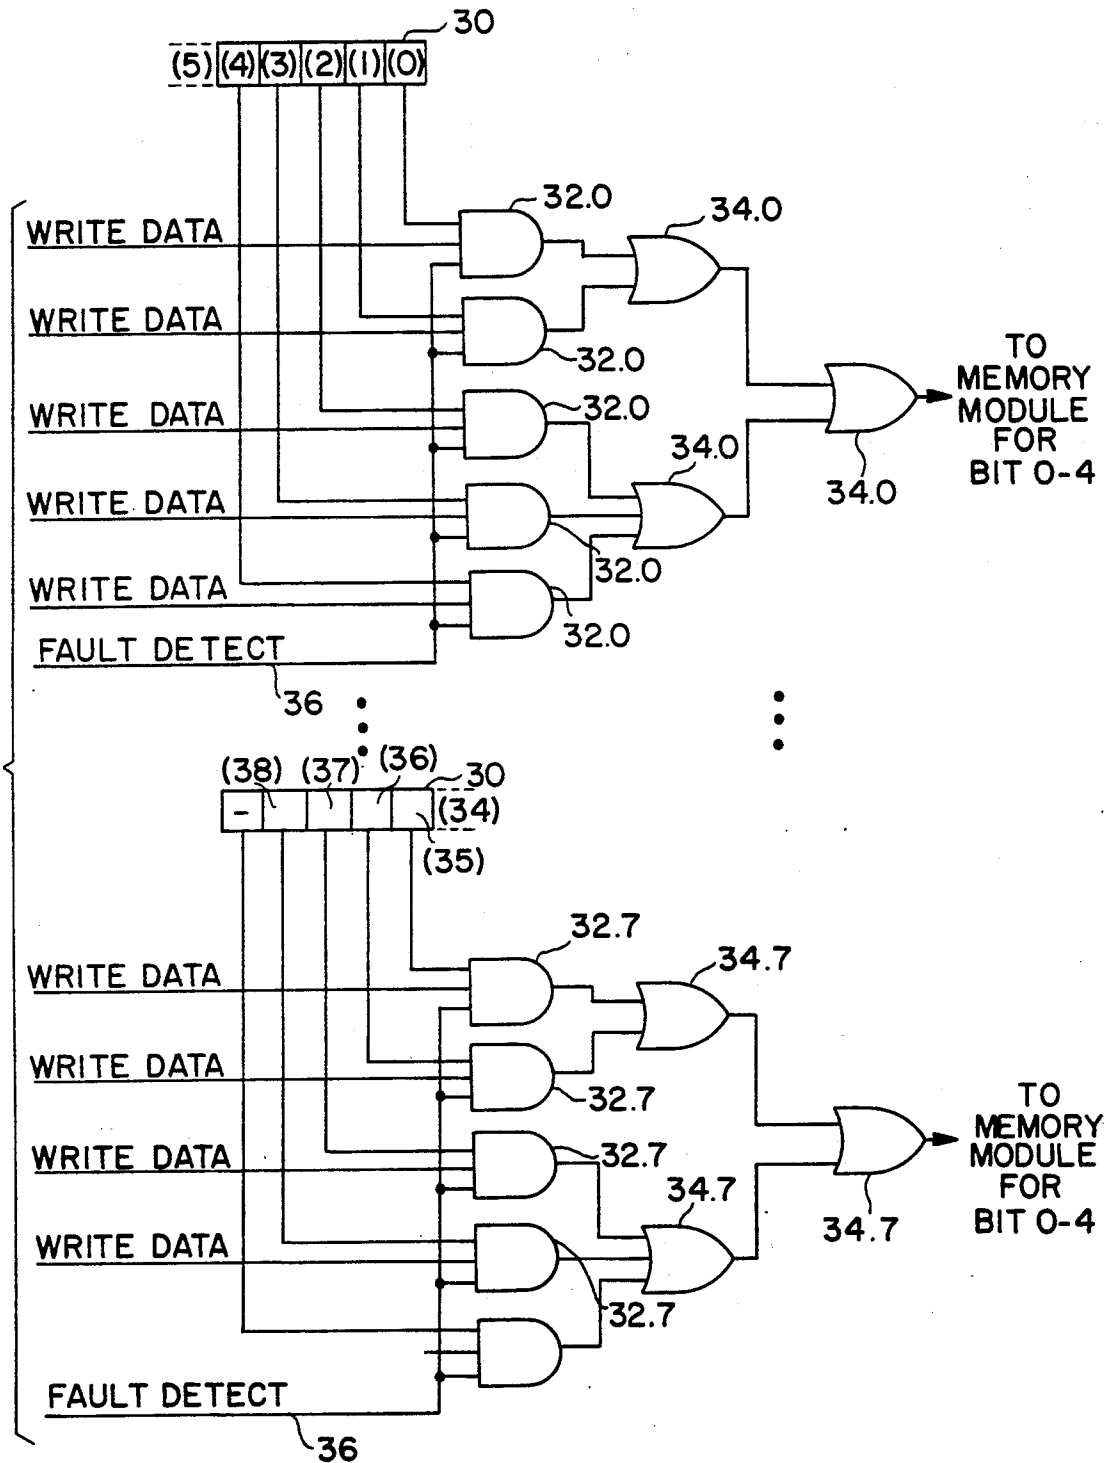 30
(5) (4) (3) (2) (1) (0)
32.0
34.0
WRITE DATA
WRITE DATA
32.0
TO
MEMORY
MODULE
FOR
BIT 0-4
WRITE DATA
32.0
34.0
34.0
WRITE DATA
32.0
WRITE DATA
32.0
FAULT DETECT
36
(38) (37) (36) 30
- (34)
(35)
32.7
34.7
WRITE DATA
WRITE DATA
32.7
TO
MEMORY
MODULE
FOR
BIT 0-4
WRITE DATA
32.7
34.7
34.7
WRITE DATA
32.7
FAULT DETECT
36